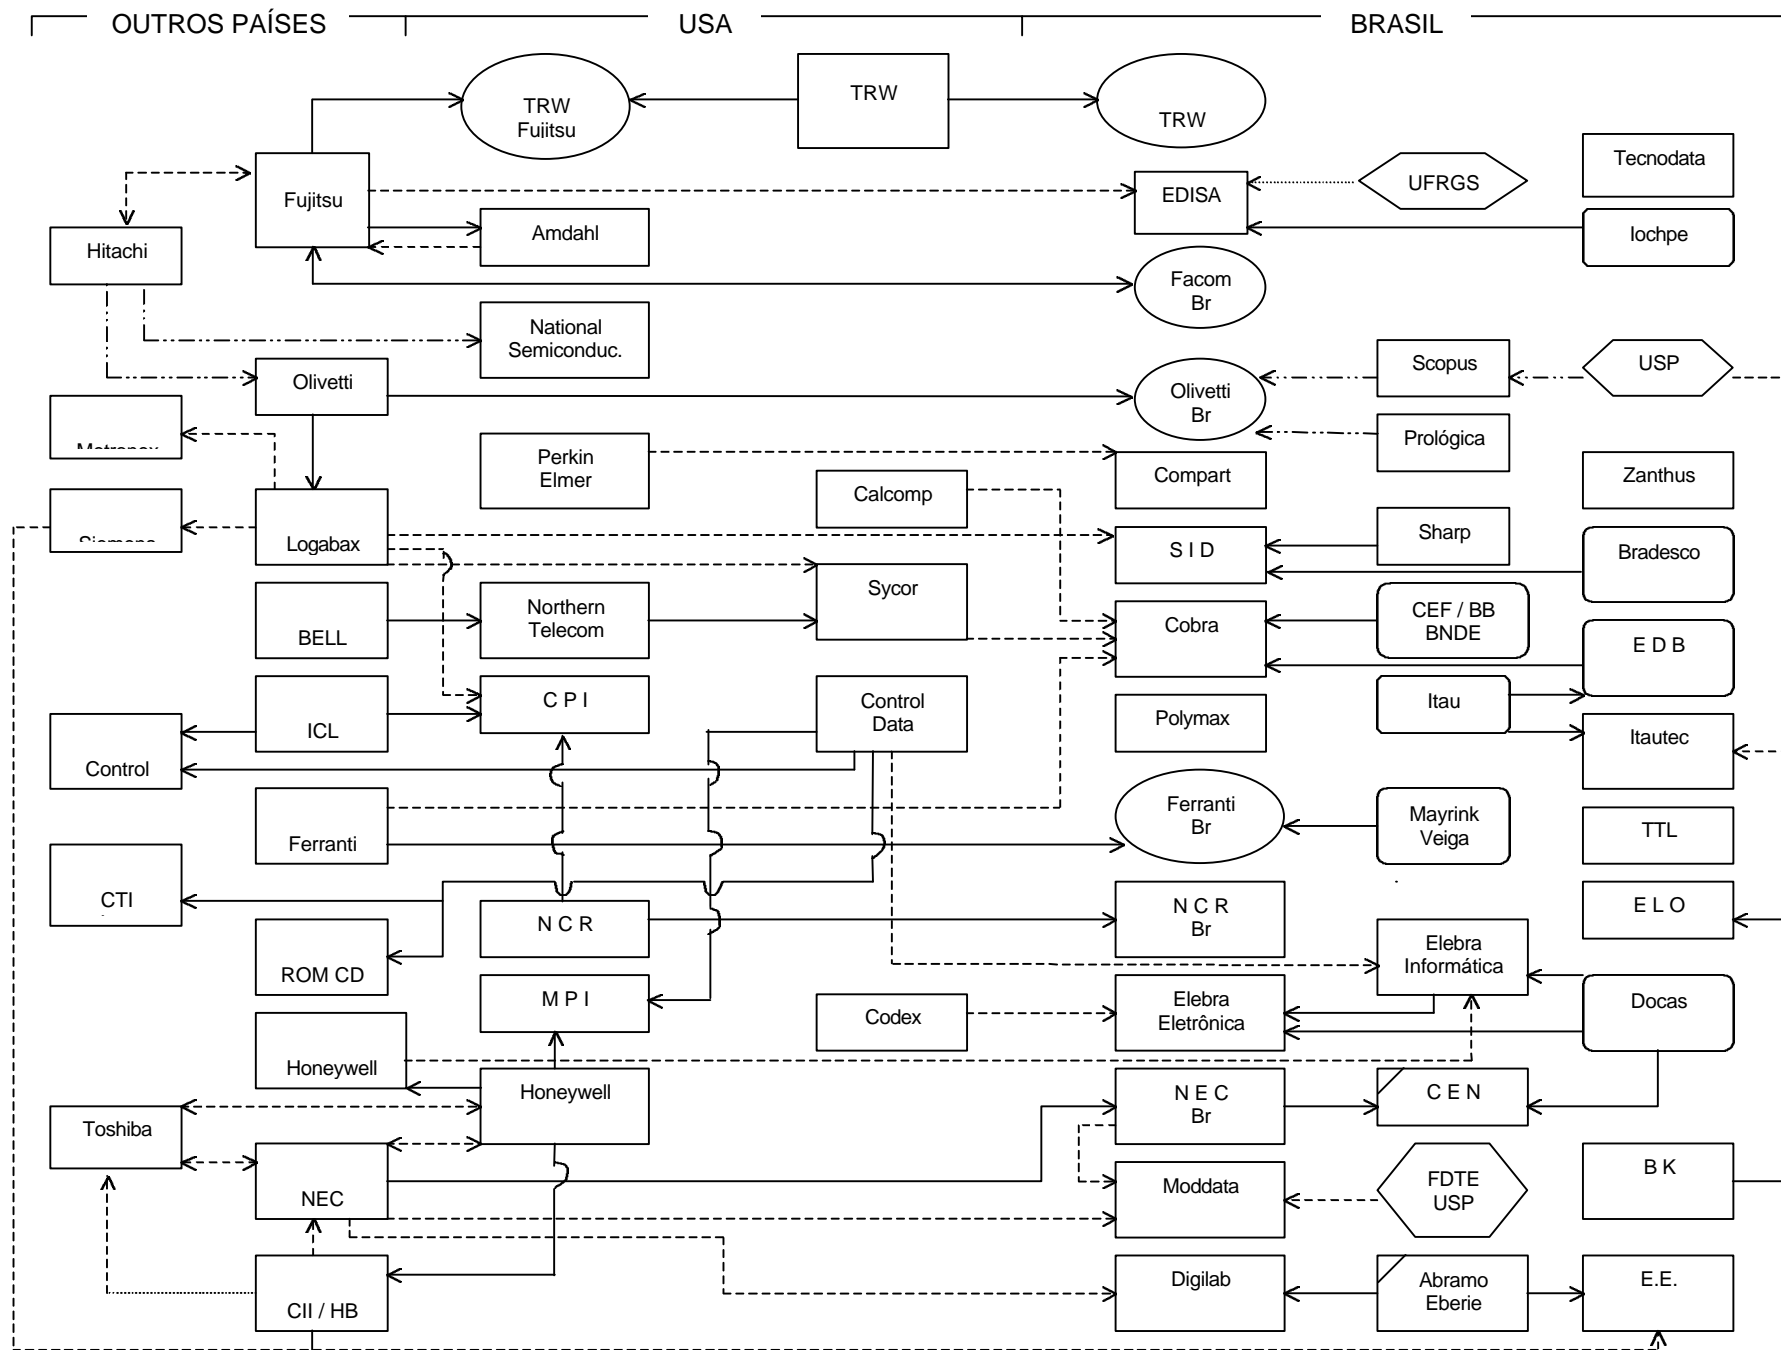 OUTROS PAÍSES
USA
BRASIL
TRW
Fujitsu
TRW
TRW
Tecnodata
UFRGS
Fujitsu
EDISA
Iochpe
Amdahl
Hitachi
Facom
Br
National
Semiconduc.
Scopus
USP
Olivetti
Olivetti
Br
Prológica
Perkin
Elmer
Compart
Zanthus
Calcomp
Sharp
Logabax
S I D
Bradesco
Sycor
BELL
Northern
Telecom
Cobra
CEF / BB
BNDE
E D B
C P I
Control
Data
Itau
ICL
Polymax
Itautec
Control
Ferranti
Br
Mayrink
Veiga
TTL
Ferranti
CTI
N C R
N C R
Br
E L O
Elebra
Informática
ROM CD
M P I
Codex
Elebra
Eletrônica
Docas
Honeywell
Honeywell
N E C
Br
C E N
Toshiba
NEC
Moddata
FDTE
USP
B K
CII / HB
Digilab
Abramo
Eberie
E.E.